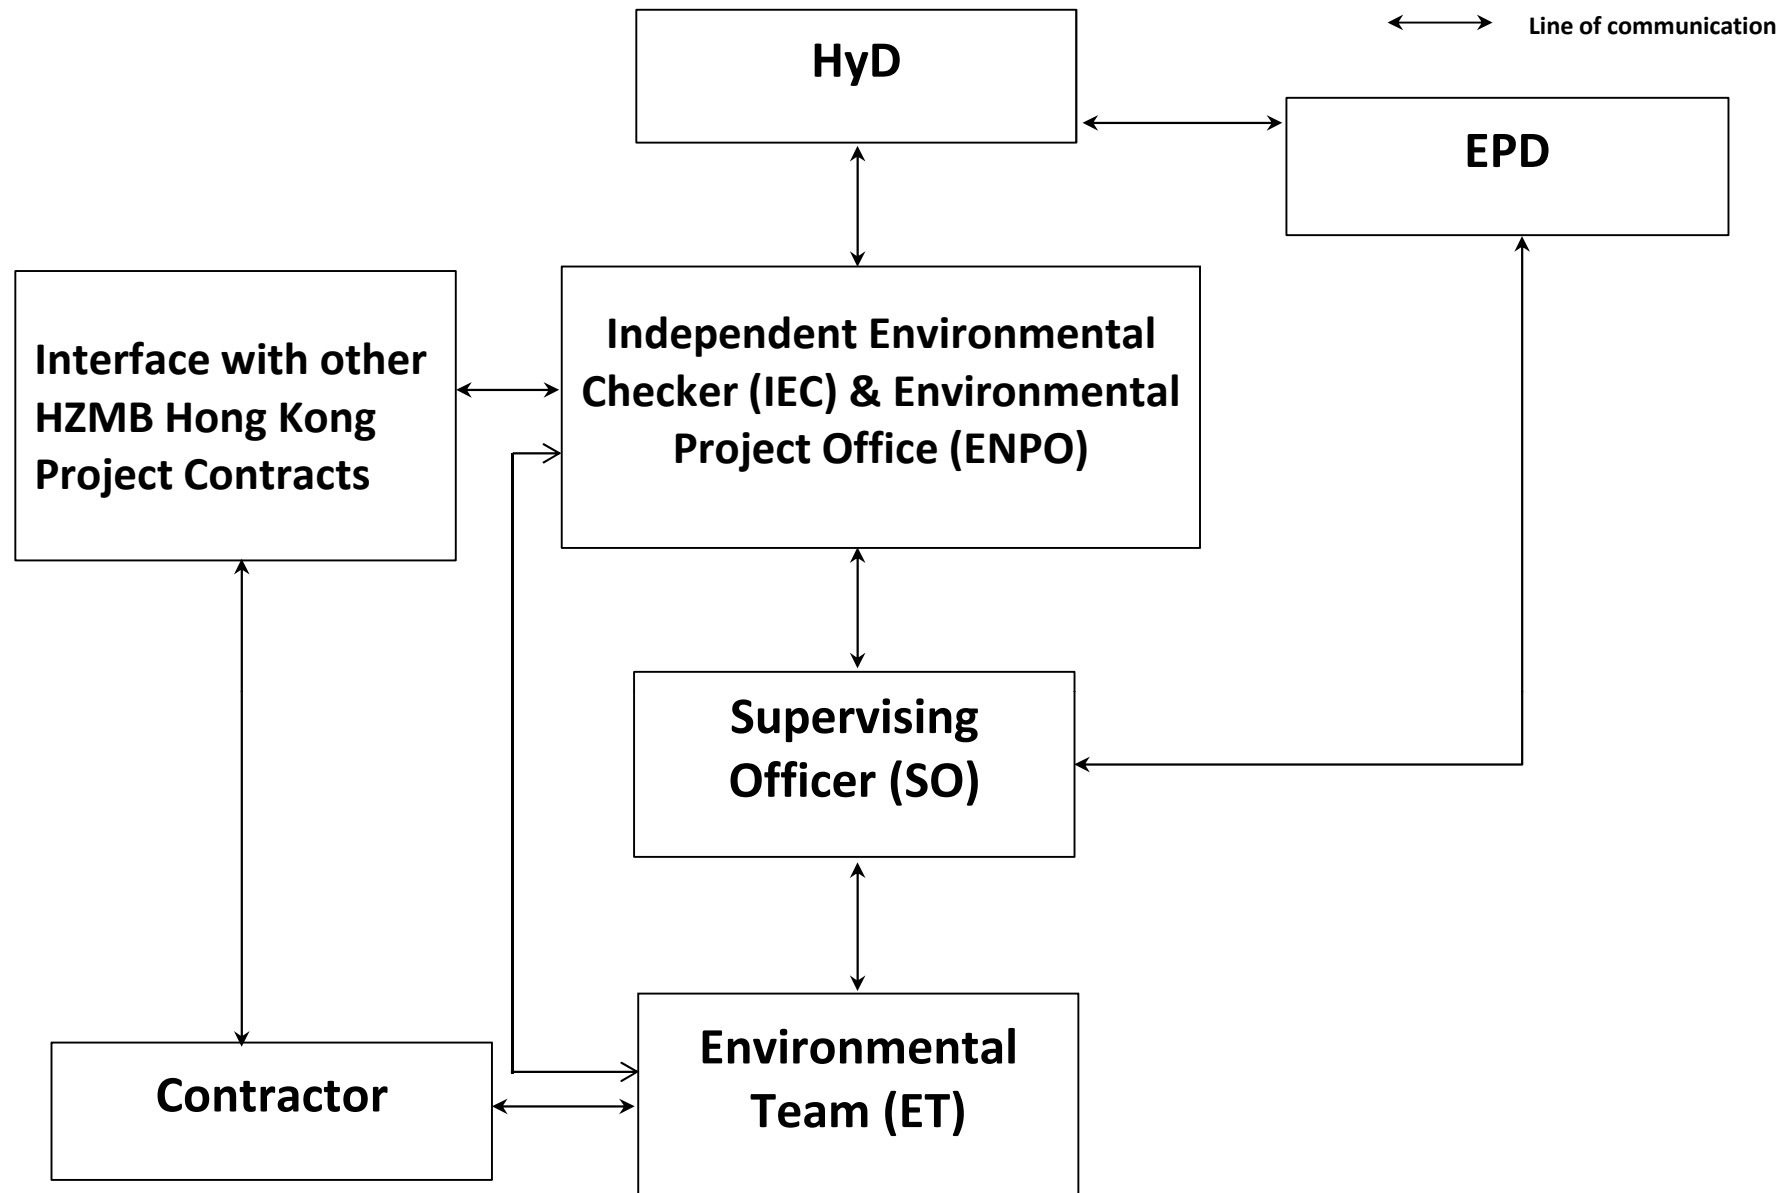 Line of communication
HyD
EPD
Independent Environmental
Checker (IEC) & Environmental
Project Office (ENPO)
Interface with other
HZMB Hong Kong
Project Contracts
Supervising
Officer (SO)
Environmental
Team (ET)
Contractor